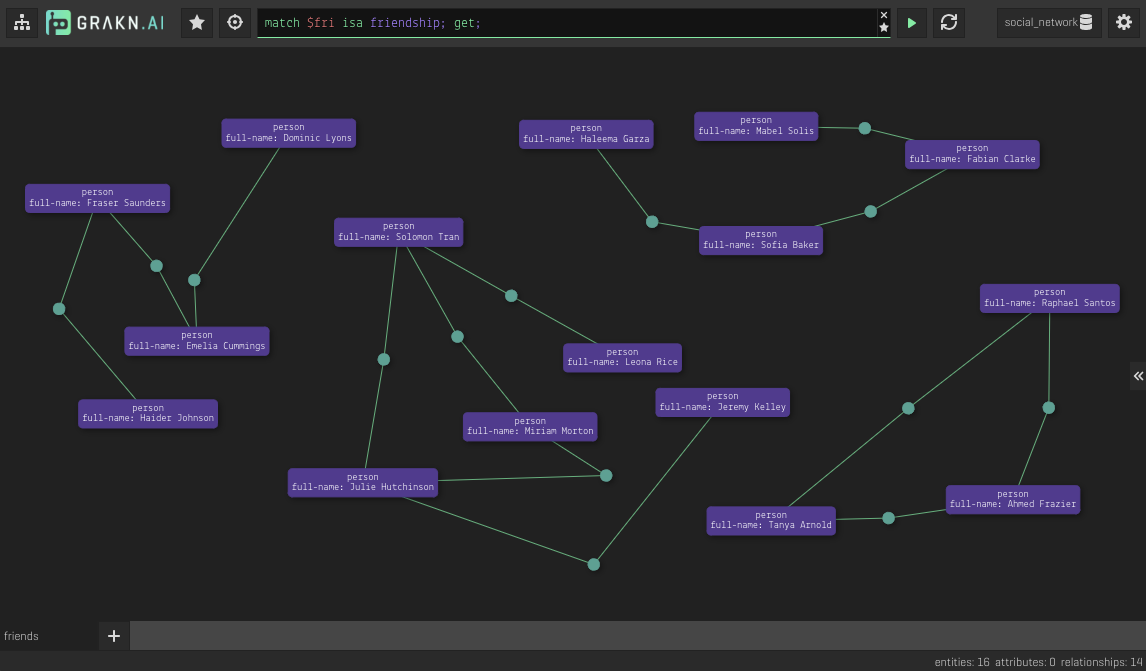 GRAKN.AI
match $fri isa friendship; get;
social_network
person
full-name: Dominic Lyons
person
full-name: Haleema Garza
person
full-name: Mabel Solis
person
full-name: Fabian Clarke
person
full-name: Fraser Saunders
person
full-name: Solomon Tran
person
full-name: Sofia Baker
person
full-name: Raphael Santos
person
full-name: Emelia Cummings
person
full-name: Leona Rice
person
full-name: Jeremy Kelley
person
full-name: Haider Johnson
person
full-name: Miriam Morton
person
full-name: Julie Hutchinson
person
full-name: Ahmed Frazier
person
full-name: Tanya Arnold
friends
entities: 16 attributes: 0 relationships: 14